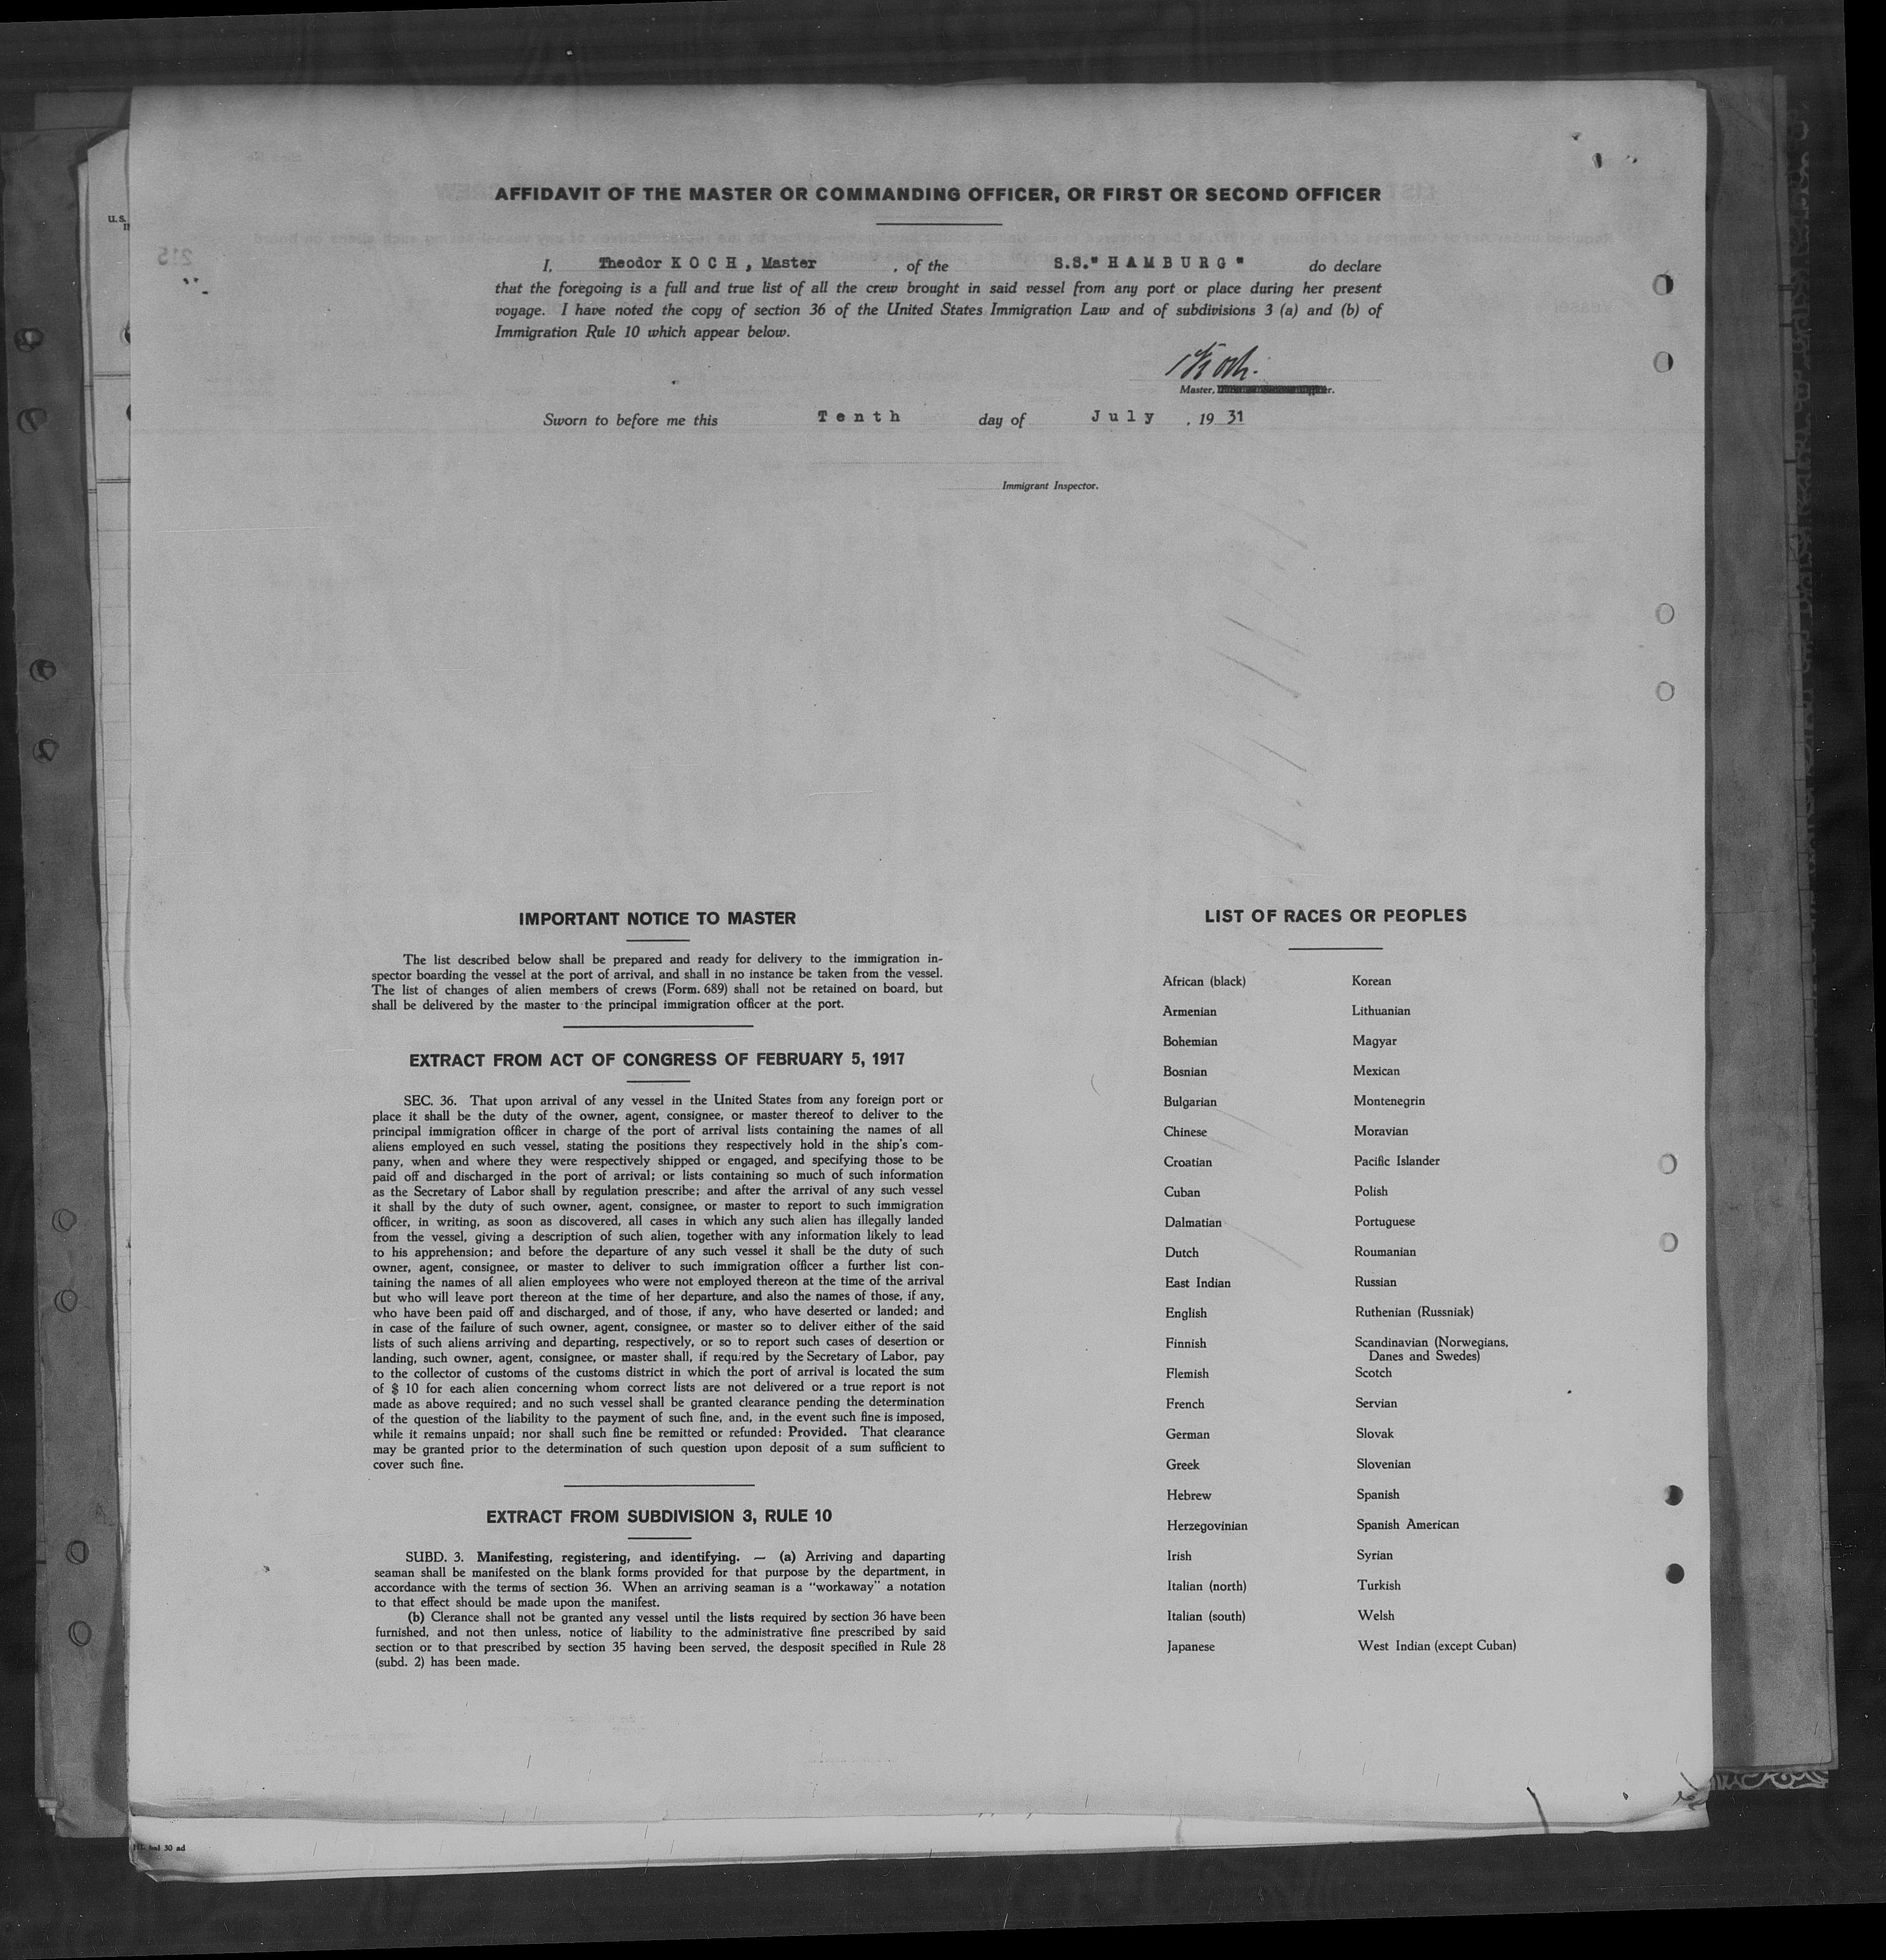 AFFIDAVIT OF THE MASTER OR COMMANDING OFFICER, OR FIRST OR SECOND OFFICER
I, Theodor K O C H , Master , of the S.S." H A M B U R G " do declare
that the foregoing is a full and true list of all the crew brought in said vessel from any port or place during her present
voyage. I have noted the copy of section 36 of the United States Immigration Law and of subdivisions 3 (a) and (b) of
Immigration Rule 10 which appear below.
Koch.
Master,
Sworn to before me this T e n t h day of J u l y , 19 31
Immigrant Inspector.
IMPORTANT NOTICE TO MASTER
The list described below shall be prepared and ready for delivery to the immigration in-
spector boarding the vessel at the port of arrival, and shall in no instance be taken from the vessel.
The list of changes of alien members of crews (Form. 689) shall not be retained on board, but
shall be delivered by the master to the principal immigration officer at the port.
EXTRACT FROM ACT OF CONGRESS OF FEBRUARY 5, 1917
SEC. 36. That upon arrival of any vessel in the United States from any foreign port or
place it shall be the duty of the owner, agent, consignee, or master thereof to deliver to the
principal immigration officer in charge of the port of arrival lists containing the names of all
aliens employed en such vessel, stating the positions they respectively hold in the ship's com-
pany, when and where they were respectively shipped or engaged, and specifying those to be
paid off and discharged in the port of arrival; or lists containing so much of such information
as the Secretary of Labor shall by regulation prescribe; and after the arrival of any such vessel
it shall by the duty of such owner, agent, consignee, or master to report to such immigration
officer, in writing, as soon as discovered, all cases in which any such alien has illegally landed
from the vessel, giving a description of such alien, together with any information likely to lead
to his apprehension; and before the departure of any such vessel it shall be the duty of such
owner, agent, consignee, or master to deliver to such immigration officer a further list con-
taining the names of all alien employees who were not employed thereon at the time of the arrival
but who will leave port thereon at the time of her departure, and also the names of those, if any,
who have been paid off and discharged, and of those, if any, who have deserted or landed; and
in case of the failure of such owner, agent, consignee, or master so to deliver either of the said
lists of such aliens arriving and departing, respectively, or so to report such cases of desertion or
landing, such owner, agent, consignee, or master shall, if required by the Secretary of Labor, pay
to the collector of customs of the customs district in which the port of arrival is located the sum
of $ 10 for each alien concerning whom correct lists are not delivered or a true report is not
made as above required; and no such vessel shall be granted clearance pending the determination
of the question of the liability to the payment of such fine, and, in the event such fine is imposed,
while it remains unpaid; nor shall such fine be remitted or refunded: Provided. That clearance
may be granted prior to the determination of such question upon deposit of a sum sufficient to
cover such fine.
EXTRACT FROM SUBDIVISION 3, RULE 10
SUBD. 3. Manifesting, registering, and identifying. — (a) Arriving and daparting
seaman shall be manifested on the blank forms provided for that purpose by the department, in
accordance with the terms of section 36. When an arriving seaman is a "workaway" a notation
to that effect should be made upon the manifest.
(b) Clerance shall not be granted any vessel until the lists required by section 36 have been
furnished, and not then unless, notice of liability to the administrative fine prescribed by said
section or to that prescribed by section 35 having been served, the desposit specified in Rule 28
(subd. 2) has been made.
LIST OF RACES OR PEOPLES
African (black)
Armenian
Bohemian
Bosnian
Bulgarian
Chinese
Croatian
Cuban
Dalmatian
Dutch
East Indian
English
Finnish
Flemish
French
German
Greek
Hebrew
Herzegovinian
Irish
Italian (north)
Italian (south)
Japanese
Korean
Lithuanian
Magyar
Mexican
Montenegrin
Moravian
Pacific Islander
Polish
Portuguese
Roumanian
Russian
Ruthenian (Russniak)
Scandinavian (Norwegians,
Danes and Swedes)
Scotch
Servian
Slovak
Slovenian
Spanish
Spanish American
Syrian
Turkish
Welsh
West Indian (except Cuban)
U.S.
30 ad